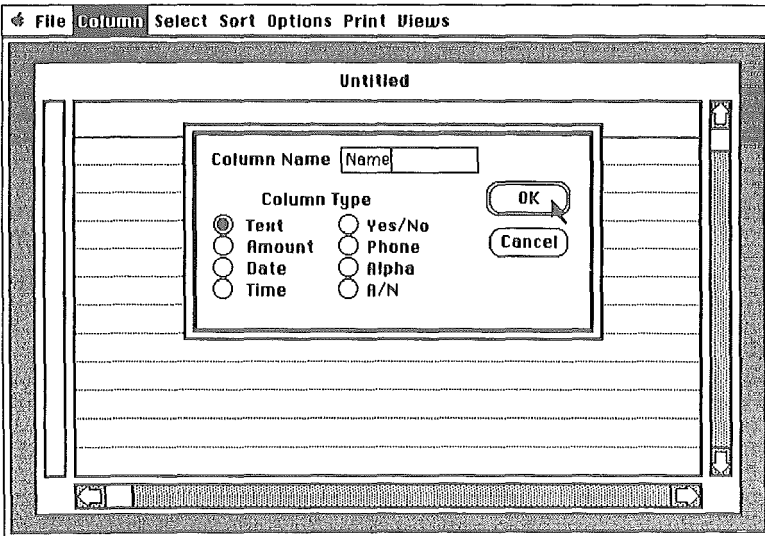 File Column Select Sort Options Print Views
Untitled
Column Name Name
Column Type
OK
Text Yes/No
Amount Phone
Cancel
Date Alpha
Time A/N